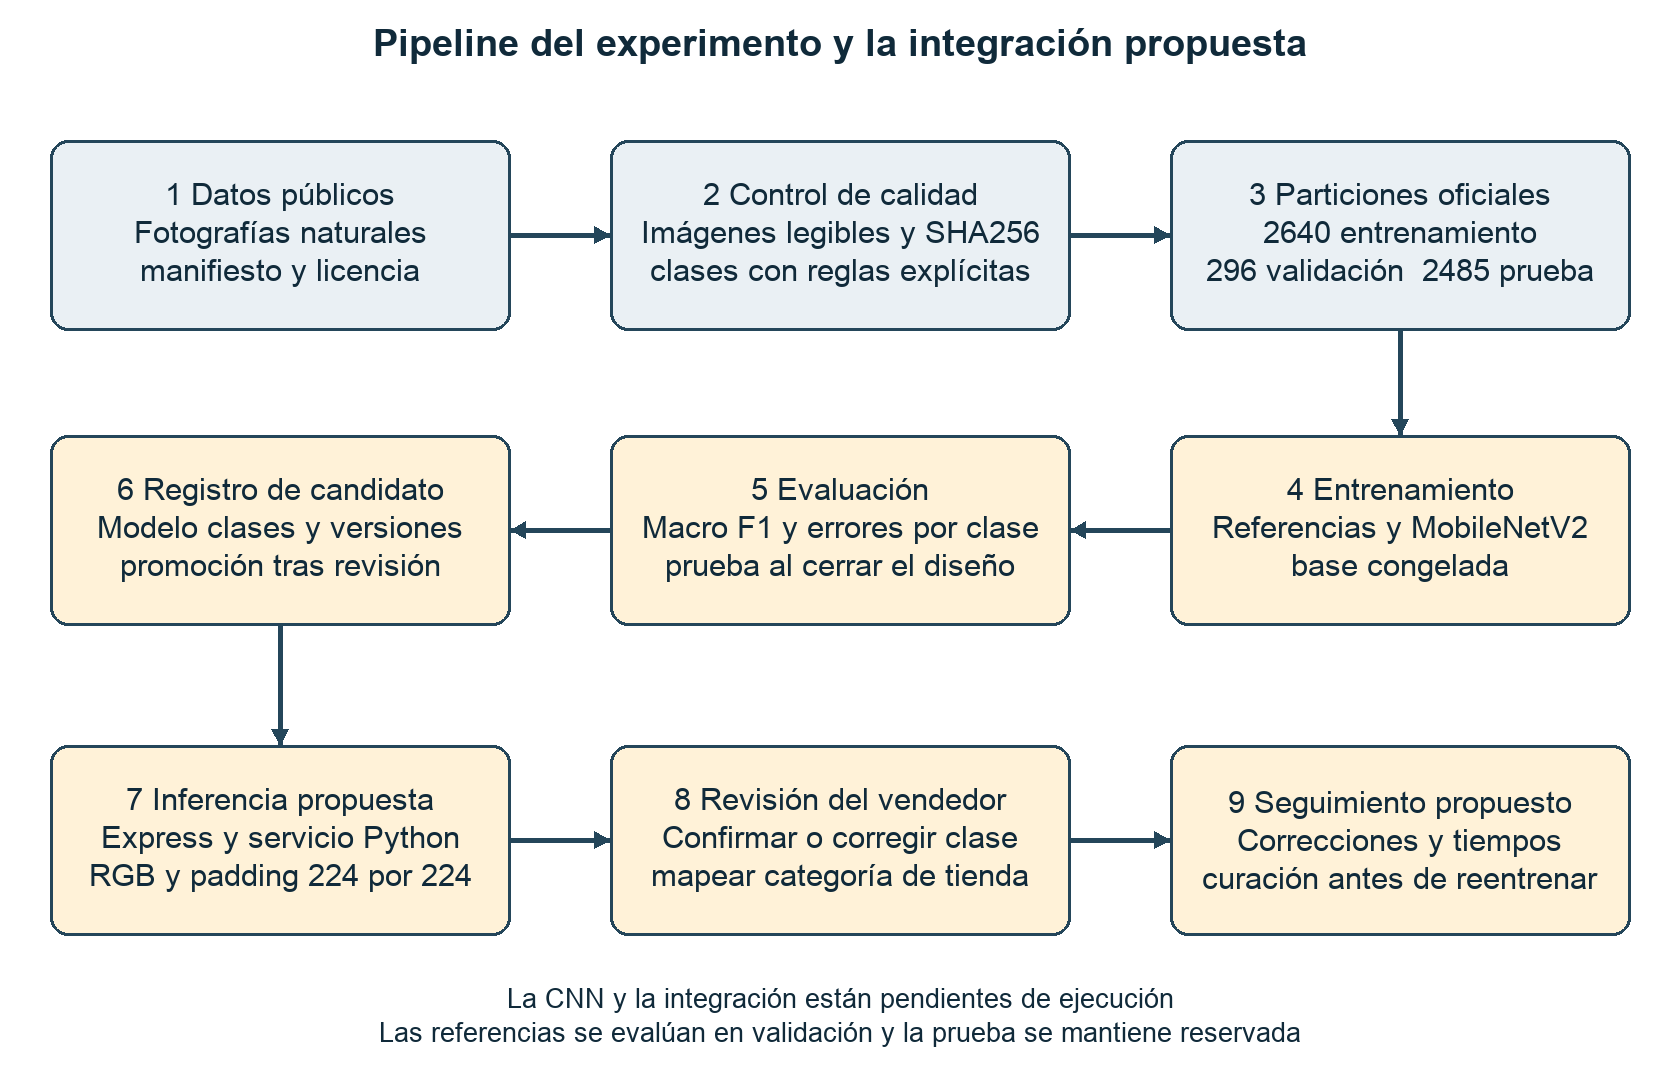 Pipeline del experimento y la integración propuesta
1 Datos públicos
Fotografías naturales
manifiesto y licencia
2 Control de calidad
Imágenes legibles y SHA256
clases con reglas explícitas
3 Particiones oficiales
2640 entrenamiento
296 validación  2485 prueba
4 Entrenamiento
Referencias y MobileNetV2
base congelada
5 Evaluación
Macro F1 y errores por clase
prueba al cerrar el diseño
6 Registro de candidato
Modelo clases y versiones
promoción tras revisión
7 Inferencia propuesta
Express y servicio Python
RGB y padding 224 por 224
8 Revisión del vendedor
Confirmar o corregir clase
mapear categoría de tienda
9 Seguimiento propuesto
Correcciones y tiempos
curación antes de reentrenar
La CNN y la integración están pendientes de ejecución
Las referencias se evalúan en validación y la prueba se mantiene reservada